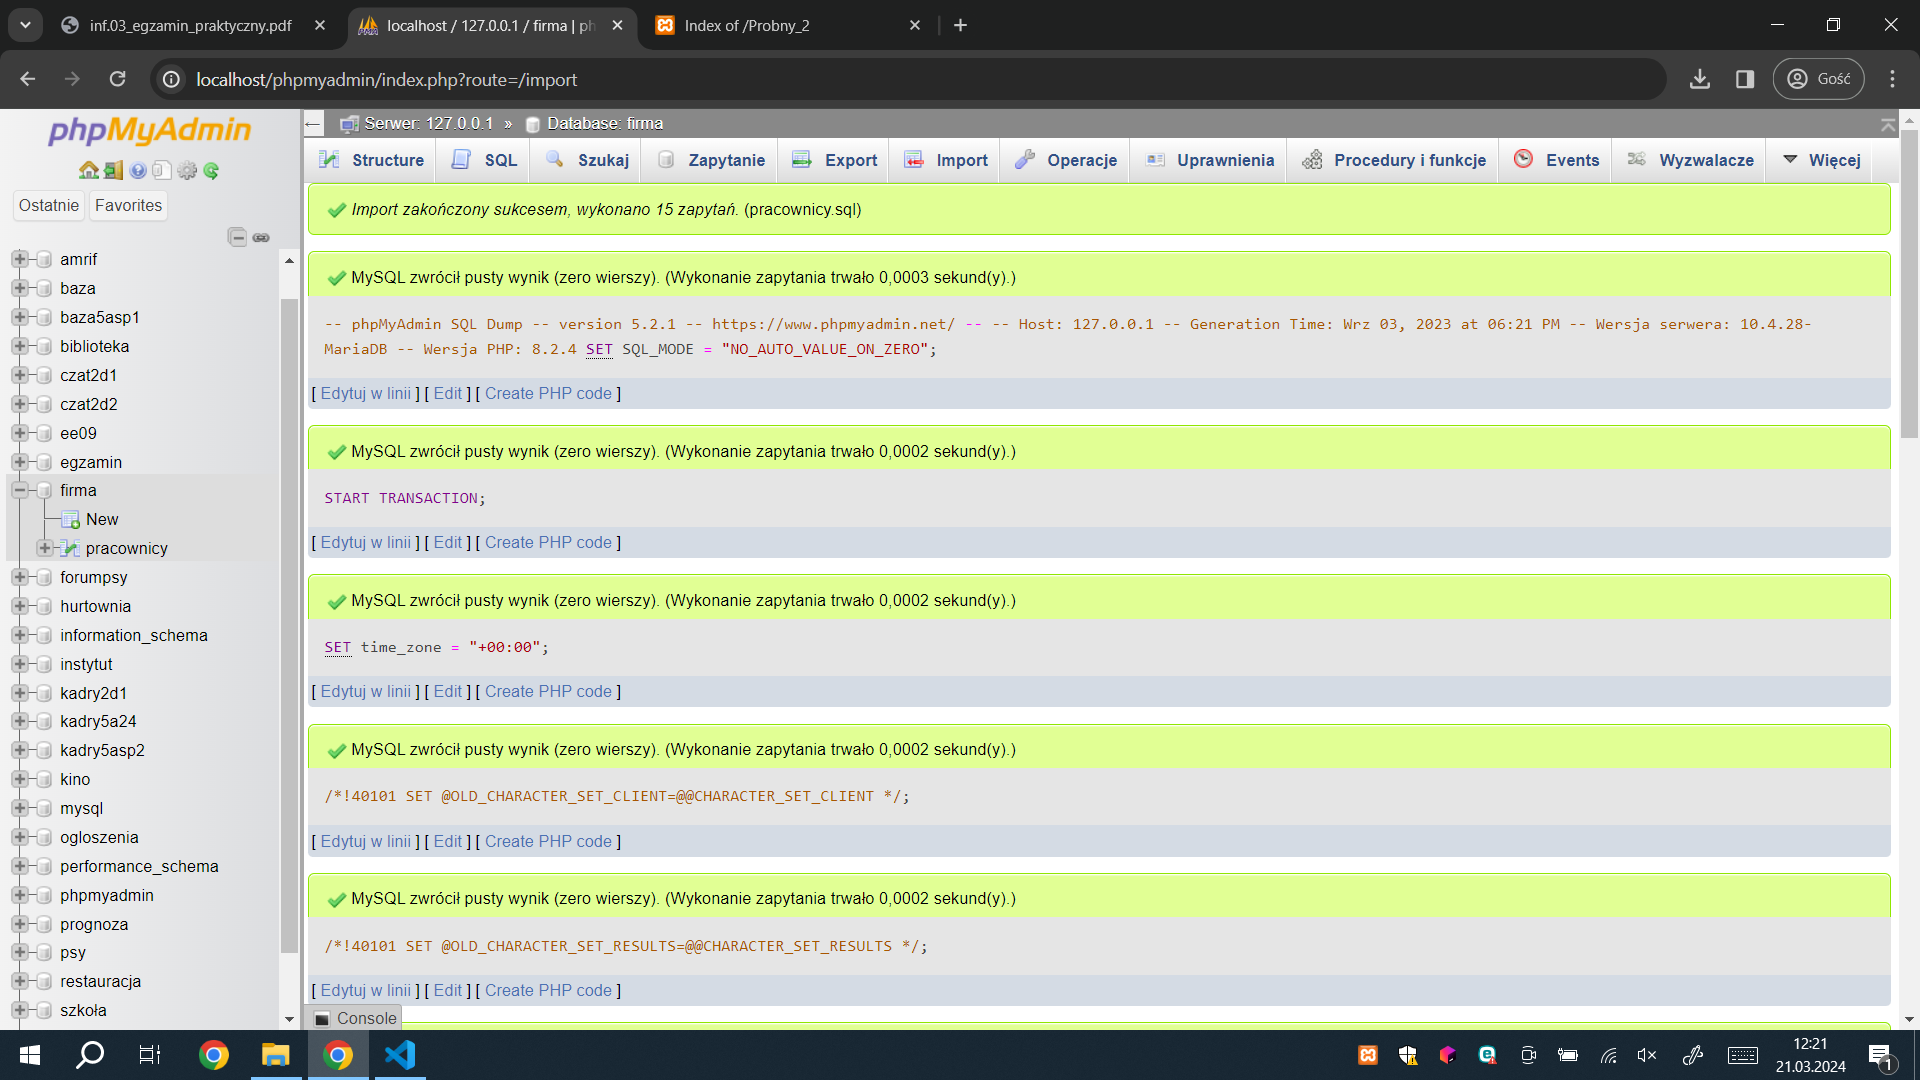 inf.03_egzamin_praktyczny.pdf
localhost / 127.0.0.1 / firma | ph
Index of /Probny_2
localhost/phpmyadmin/index.php?route=/import
Gość
phpMyAdmin
Ostatnie
Favorites
amrif
baza
baza5asp1
biblioteka
czat2d1
czat2d2
ee09
egzamin
firma
New
pracownicy
forumpsy
hurtownia
information_schema
instytut
kadry2d1
kadry5a24
kadry5asp2
kino
mysql
ogloszenia
performance_schema
phpmyadmin
prognoza
psy
restauracja
szkoła
Serwer: 127.0.0.1 » Database: firma
Structure SQL Szukaj Zapytanie Export Import Operacje Uprawnienia Procedury i funkcje Events Wyzwalacze Więcej
Import zakończony sukcesem, wykonano 15 zapytań. (pracownicy.sql)
MySQL zwrócił pusty wynik (zero wierszy). (Wykonanie zapytania trwało 0,0003 sekund(y).)
-- phpMyAdmin SQL Dump -- version 5.2.1 -- https://www.phpmyadmin.net/ -- -- Host: 127.0.0.1 -- Generation Time: Wrz 03, 2023 at 06:21 PM -- Wersja serwera: 10.4.28-
MariaDB -- Wersja PHP: 8.2.4 SET SQL_MODE = "NO_AUTO_VALUE_ON_ZERO";
[ Edytuj w linii ] [ Edit ] [ Create PHP code ]
MySQL zwrócił pusty wynik (zero wierszy). (Wykonanie zapytania trwało 0,0002 sekund(y).)
START TRANSACTION;
[ Edytuj w linii ] [ Edit ] [ Create PHP code ]
MySQL zwrócił pusty wynik (zero wierszy). (Wykonanie zapytania trwało 0,0002 sekund(y).)
SET time_zone = "+00:00";
[ Edytuj w linii ] [ Edit ] [ Create PHP code ]
MySQL zwrócił pusty wynik (zero wierszy). (Wykonanie zapytania trwało 0,0002 sekund(y).)
/*!40101 SET @OLD_CHARACTER_SET_CLIENT=@@CHARACTER_SET_CLIENT */;
[ Edytuj w linii ] [ Edit ] [ Create PHP code ]
MySQL zwrócił pusty wynik (zero wierszy). (Wykonanie zapytania trwało 0,0002 sekund(y).)
/*!40101 SET @OLD_CHARACTER_SET_RESULTS=@@CHARACTER_SET_RESULTS */;
[ Edytuj w linii ] [ Edit ] [ Create PHP code ]
Console
12:21
21.03.2024
1